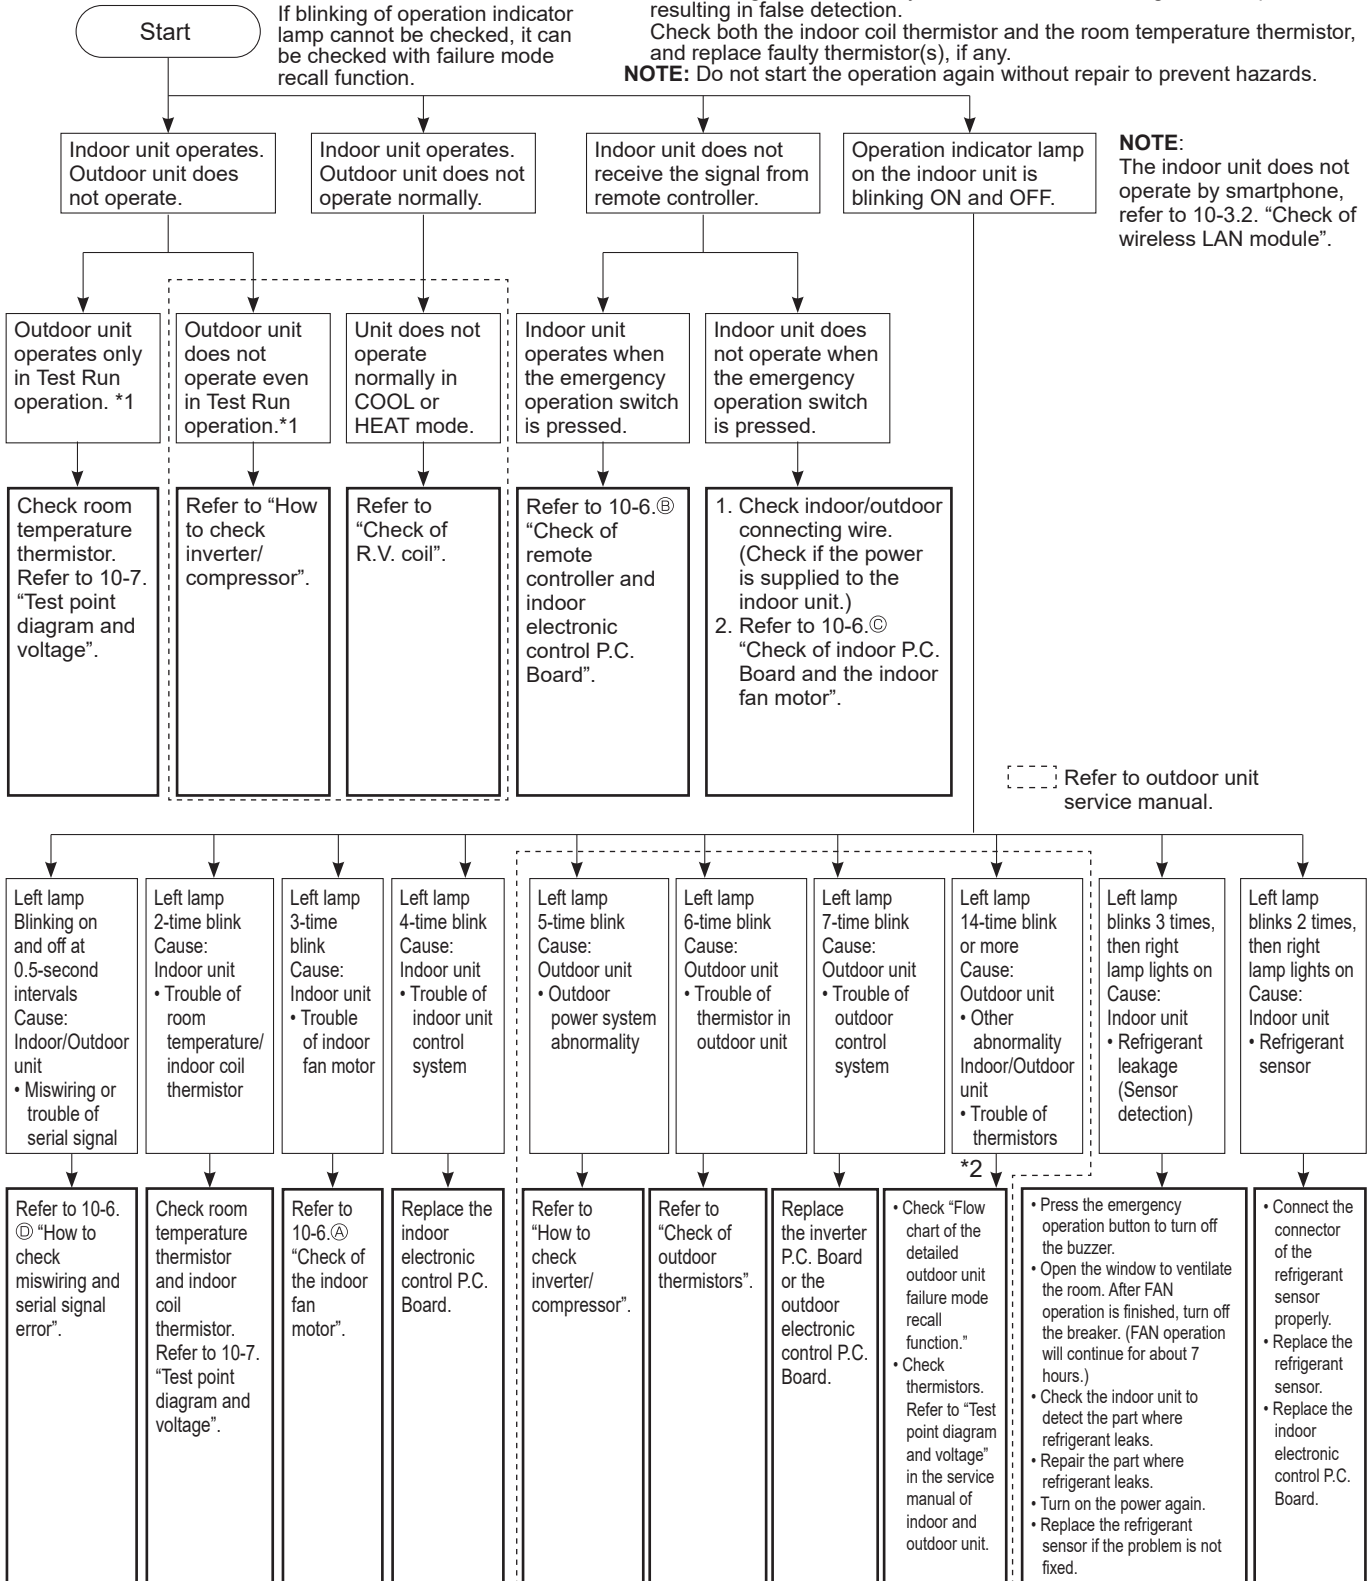 resulting in false detection.
Check both the indoor coil thermistor and the room temperature thermistor,
and replace faulty thermistor(s), if any.
NOTE: Do not start the operation again without repair to prevent hazards.
Start
If blinking of operation indicator
lamp cannot be checked, it can
be checked with failure mode
recall function.
Indoor unit operates.
Outdoor unit does
not operate.
Indoor unit operates.
Outdoor unit does not
operate normally.
Indoor unit does not
receive the signal from
remote controller.
Operation indicator lamp
on the indoor unit is
blinking ON and OFF.
NOTE:
The indoor unit does not
operate by smartphone,
refer to 10-3.2. “Check of
wireless LAN module”.
Outdoor unit
operates only
in Test Run
operation. *1
Outdoor unit
does not
operate even
in Test Run
operation.*1
Unit does not
operate
normally in
COOL or
HEAT mode.
Indoor unit
operates when
the emergency
operation switch
is pressed.
Indoor unit does
not operate when
the emergency
operation switch
is pressed.
Check room
temperature
thermistor.
Refer to 10-7.
“Test point
diagram and
voltage”.
Refer to “How
to check
inverter/
compressor”.
Refer to
“Check of
R.V. coil”.
Refer to 10-6.Ⓑ
“Check of
remote
controller and
indoor
electronic
control P.C.
Board”.
1. Check indoor/outdoor
connecting wire.
(Check if the power
is supplied to the
indoor unit.)
2. Refer to 10-6.Ⓒ
“Check of indoor P.C.
Board and the indoor
fan motor”.
Refer to outdoor unit
service manual.
Left lamp
Blinking on
and off at
0.5-second
intervals
Cause:
Indoor/Outdoor
unit
• Miswiring or
trouble of
serial signal
Left lamp
2-time blink
Cause:
Indoor unit
• Trouble of
room
temperature/
indoor coil
thermistor
Left lamp
3-time
blink
Cause:
Indoor unit
• Trouble
of indoor
fan motor
Left lamp
4-time blink
Cause:
Indoor unit
• Trouble of
indoor unit
control
system
Left lamp
5-time blink
Cause:
Outdoor unit
• Outdoor
power system
abnormality
Left lamp
6-time blink
Cause:
Outdoor unit
• Trouble of
thermistor in
outdoor unit
Left lamp
7-time blink
Cause:
Outdoor unit
• Trouble of
outdoor
control
system
Left lamp
14-time blink
or more
Cause:
Outdoor unit
• Other
abnormality
Indoor/Outdoor
unit
• Trouble of
thermistors
*2
Left lamp
blinks 3 times,
then right
lamp lights on
Cause:
Indoor unit
• Refrigerant
leakage
(Sensor
detection)
Left lamp
blinks 2 times,
then right
lamp lights on
Cause:
Indoor unit
• Refrigerant
sensor
Refer to 10-6.
Ⓓ “How to
check
miswiring and
serial signal
error”.
Check room
temperature
thermistor
and indoor
coil
thermistor.
Refer to 10-7.
“Test point
diagram and
voltage”.
Refer to
10-6.Ⓐ
“Check of
the indoor
fan
motor”.
Replace the
indoor
electronic
control P.C.
Board.
Refer to
“How to
check
inverter/
compressor”.
Refer to
“Check of
outdoor
thermistors”.
Replace
the inverter
P.C. Board
or the
outdoor
electronic
control P.C.
Board.
• Check “Flow
chart of the
detailed
outdoor unit
failure mode
recall
function.”
• Check
thermistors.
Refer to “Test
point diagram
and voltage”
in the service
manual of
indoor and
outdoor unit.
• Press the emergency
operation button to turn off
the buzzer.
• Open the window to ventilate
the room. After FAN
operation is finished, turn off
the breaker. (FAN operation
will continue for about 7
hours.)
• Check the indoor unit to
detect the part where
refrigerant leaks.
• Repair the part where
refrigerant leaks.
• Turn on the power again.
• Replace the refrigerant
sensor if the problem is not
fixed.
• Connect the
connector
of the
refrigerant
sensor
properly.
• Replace the
refrigerant
sensor.
• Replace the
indoor
electronic
control P.C.
Board.